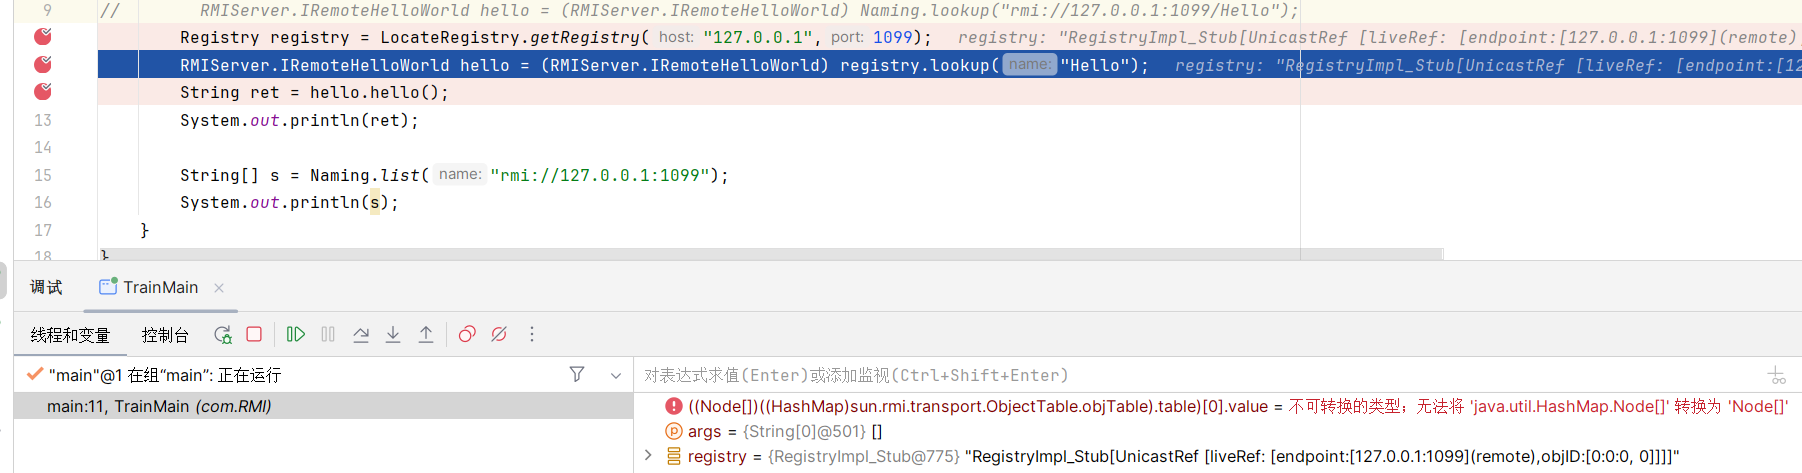 9 // RMIServer.IRemoteHelloWorld hello = (RMIServer.IRemoteHelloWorld) Naming.lookup("rmi://127.0.0.1:1099/Hello");
Registry registry = LocateRegistry.getRegistry( host: "127.0.0.1", port: 1099); registry: "RegistryImpl_Stub[UnicastRef [liveRef: [endpoint:[127.0.0.1:1099](remote)
RMIServer.IRemoteHelloWorld hello = (RMIServer.IRemoteHelloWorld) registry.lookup( name: "Hello"); registry: "RegistryImpl_Stub[UnicastRef [liveRef: [endpoint:[12
String ret = hello.hello();
13 System.out.println(ret);
14
15 String[] s = Naming.list( name: "rmi://127.0.0.1:1099");
16 System.out.println(s);
17 }
18 }
调试 TrainMain
线程和变量 控制台
"main"@1 在组“main”: 正在运行
对表达式求值(Enter)或添加监视(Ctrl+Shift+Enter)
main:11, TrainMain (com.RMI)
((Node[])((HashMap)sun.rmi.transport.ObjectTable.objTable).table)[0].value = 不可转换的类型；无法将 'java.util.HashMap.Node[]' 转换为 'Node[]'
args = {String[0]@501} []
registry = {RegistryImpl_Stub@775} "RegistryImpl_Stub[UnicastRef [liveRef: [endpoint:[127.0.0.1:1099](remote),objID:[0:0:0, 0]]]]"